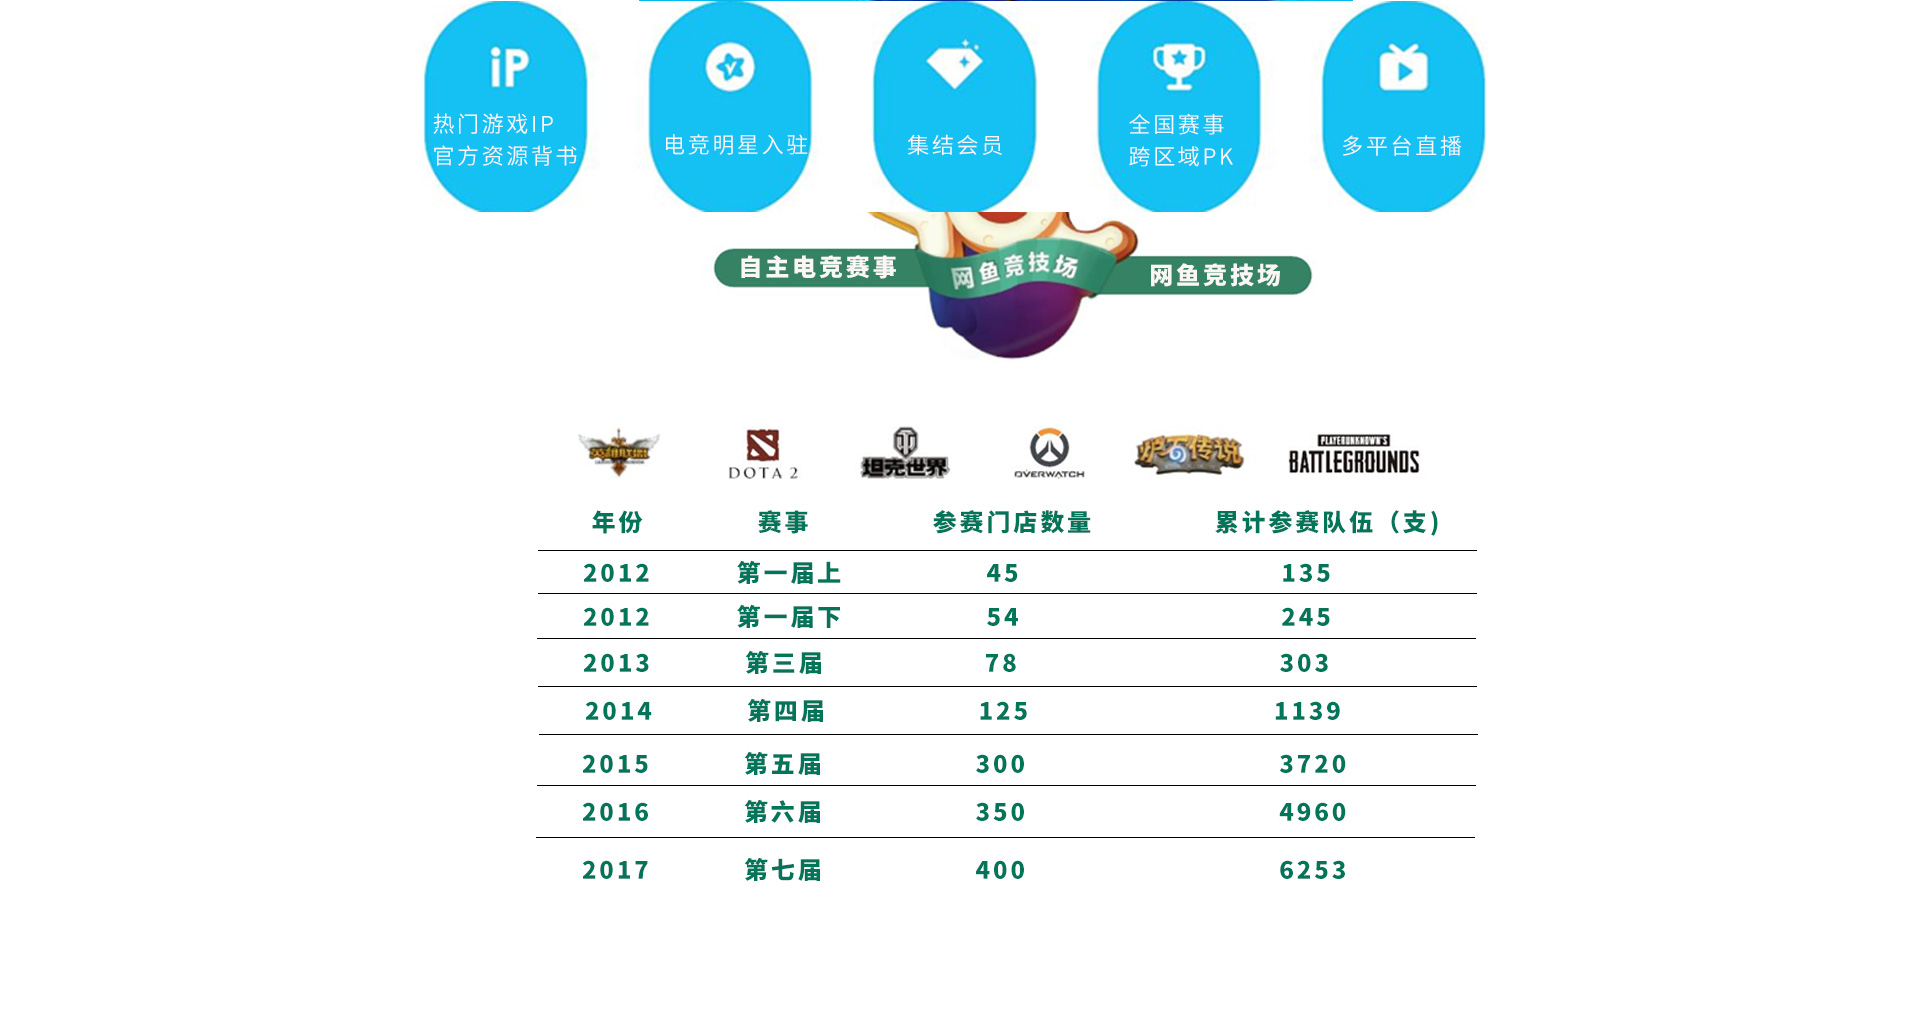 iP
热门游戏IP
官方资源背书
电竞明星入驻
集结会员
全国赛事
跨区域PK
多平台直播
自主电竞赛事
网鱼竞技场
网鱼竞技场
英雄联盟
DOTA 2
坦克世界
OVERWATCH
炉石传说
PLAYERUNKNOWN'S
BATTLEGROUNDS
年份 赛事 参赛门店数量 累计参赛队伍（支)
2012 第一届上 45 135
2012 第一届下 54 245
2013 第三届 78 303
2014 第四届 125 1139
2015 第五届 300 3720
2016 第六届 350 4960
2017 第七届 400 6253